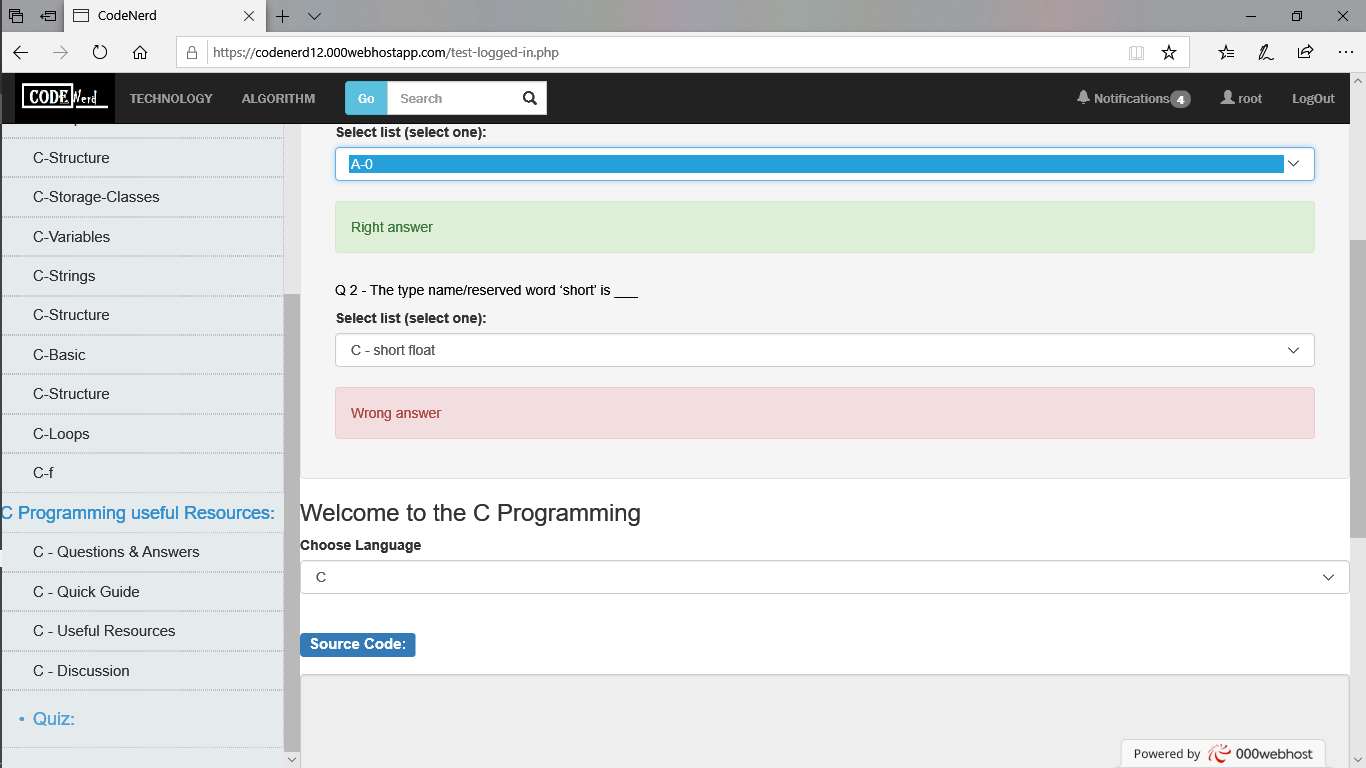 CodeNerd
https://codenerd12.000webhostapp.com/test-logged-in.php
CODE Nerd
TECHNOLOGY
ALGORITHM
Go
Search
Notifications 4
root
LogOut
C-Structure
C-Storage-Classes
C-Variables
C-Strings
C-Structure
C-Basic
C-Structure
C-Loops
C-f
C Programming useful Resources:
C - Questions & Answers
C - Quick Guide
C - Useful Resources
C - Discussion
• Quiz:
Select list (select one):
A-0
Right answer
Q 2 - The type name/reserved word ‘short’ is ___
Select list (select one):
C - short float
Wrong answer
Welcome to the C Programming
Choose Language
C
Source Code:
Powered by 000webhost